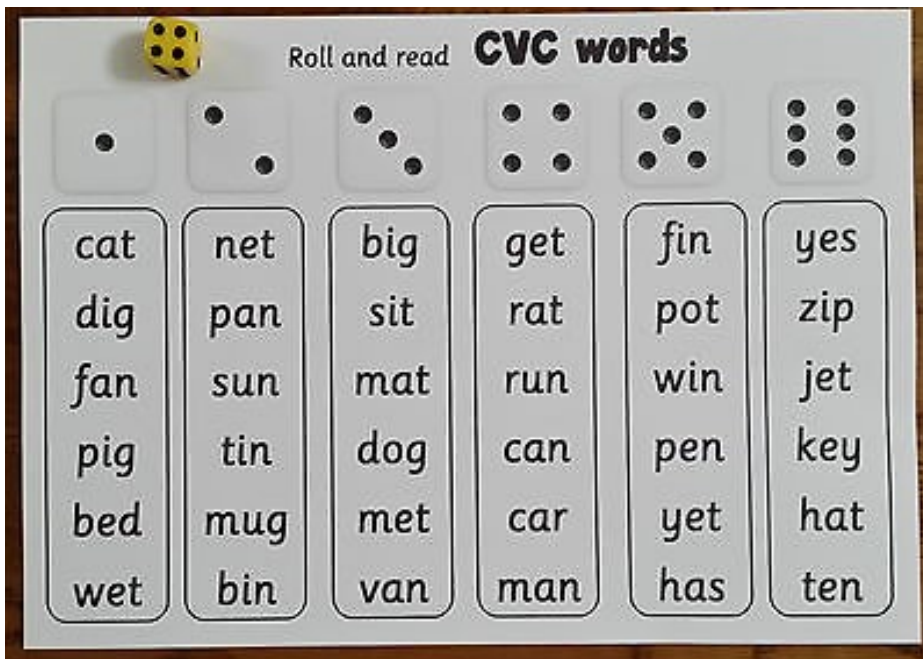 Roll and read CVC words
cat net big get fin yes
dig pan sit rat pot zip
fan sun mat run win jet
pig tin dog can pen key
bed mug met car yet hat
wet bin van man has ten